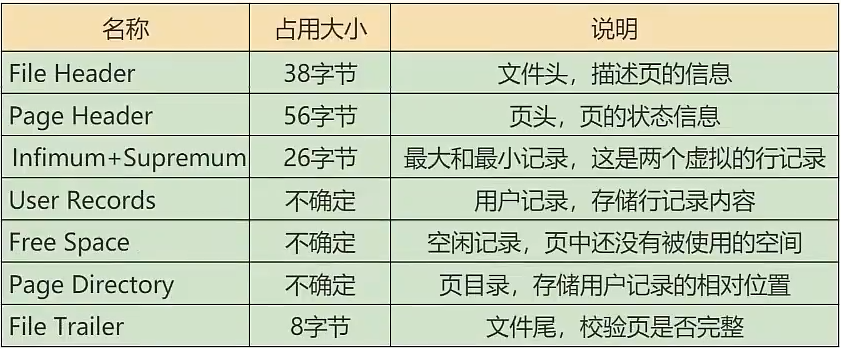 名称 占用大小 说明
File Header 38字节 文件头，描述页的信息
Page Header 56字节 页头，页的状态信息
Infimum+Supremum 26字节 最大和最小记录，这是两个虚拟的行记录
User Records 不确定 用户记录，存储行记录内容
Free Space 不确定 空闲记录，页中还没有被使用的空间
Page Directory 不确定 页目录，存储用户记录的相对位置
File Trailer 8字节 文件尾，校验页是否完整